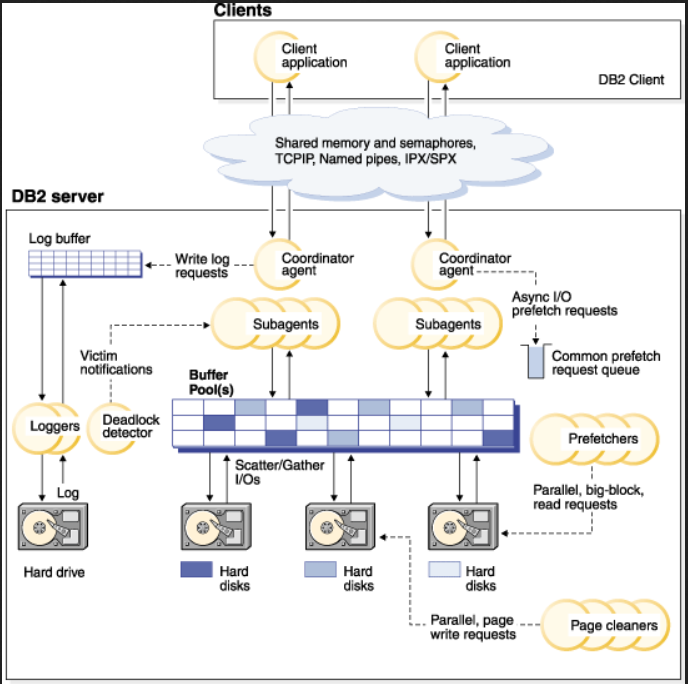 Clients
Client
application
Client
application
DB2 Client
Shared memory and semaphores,
TCPIP, Named pipes, IPX/SPX
DB2 server
Log buffer
Write log
requests
Coordinator
agent
Coordinator
agent
Async I/O
prefetch requests
Subagents
Subagents
Victim
notifications
Common prefetch
request queue
Buffer
Pool(s)
Loggers
Deadlock
detector
Prefetchers
Scatter/Gather
I/Os
Log
Parallel, big-block,
read requests
Hard drive
Hard
disks
Hard
disks
Hard
disks
Parallel, page
write requests
Page cleaners